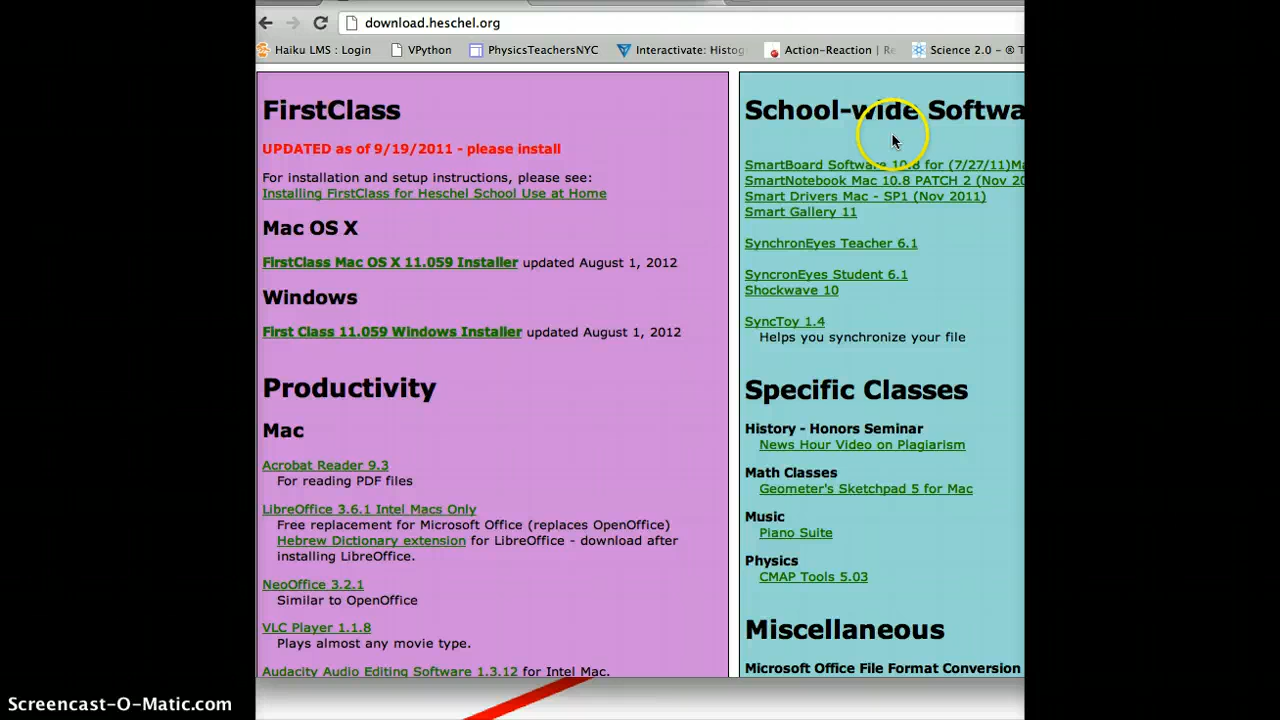 download.heschel.org
Haiku LMS : Login
VPython
PhysicsTeachersNYC
Interactivate: Histog
Action-Reaction | Re
Science 2.0 - ® T
FirstClass
UPDATED as of 9/19/2011 - please install
For installation and setup instructions, please see:
Installing FirstClass for Heschel School Use at Home
Mac OS X
FirstClass Mac OS X 11.059 Installer updated August 1, 2012
Windows
First Class 11.059 Windows Installer updated August 1, 2012
Productivity
Mac
Acrobat Reader 9.3
For reading PDF files
LibreOffice 3.6.1 Intel Macs Only
Free replacement for Microsoft Office (replaces OpenOffice)
Hebrew Dictionary extension for LibreOffice - download after
installing LibreOffice.
NeoOffice 3.2.1
Similar to OpenOffice
VLC Player 1.1.8
Plays almost any movie type.
Audacity Audio Editing Software 1.3.12 for Intel Mac.
School-wide Softwa
SmartBoard Software 10.8 for (7/27/11)Ma
SmartNotebook Mac 10.8 PATCH 2 (Nov 20
Smart Drivers Mac - SP1 (Nov 2011)
Smart Gallery 11
SynchronEyes Teacher 6.1
SyncronEyes Student 6.1
Shockwave 10
SyncToy 1.4
Helps you synchronize your file
Specific Classes
History - Honors Seminar
News Hour Video on Plagiarism
Math Classes
Geometer's Sketchpad 5 for Mac
Music
Piano Suite
Physics
CMAP Tools 5.03
Miscellaneous
Microsoft Office File Format Conversion
Screencast-O-Matic.com